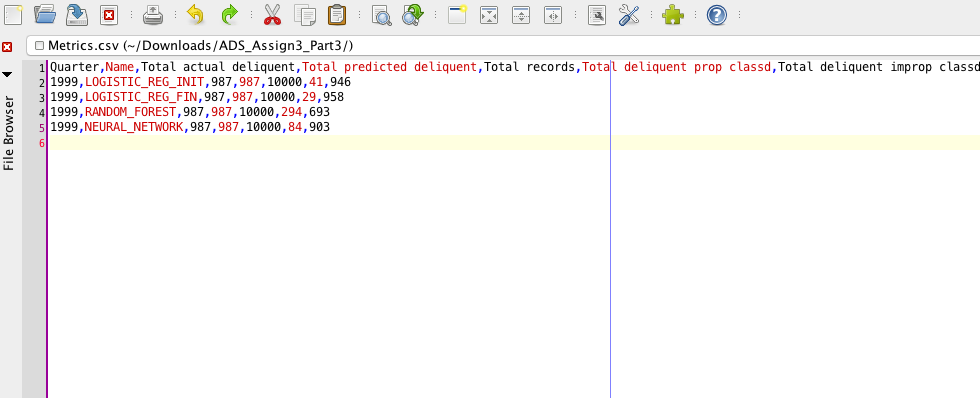 Metrics.csv (~/Downloads/ADS_Assign3_Part3/)
File Browser
1 Quarter,Name,Total actual deliquent,Total predicted deliquent,Total records,Total deliquent prop classd,Total deliquent improp classd
2 1999,LOGISTIC_REG_INIT,987,987,10000,41,946
3 1999,LOGISTIC_REG_FIN,987,987,10000,29,958
4 1999,RANDOM_FOREST,987,987,10000,294,693
5 1999,NEURAL_NETWORK,987,987,10000,84,903
6